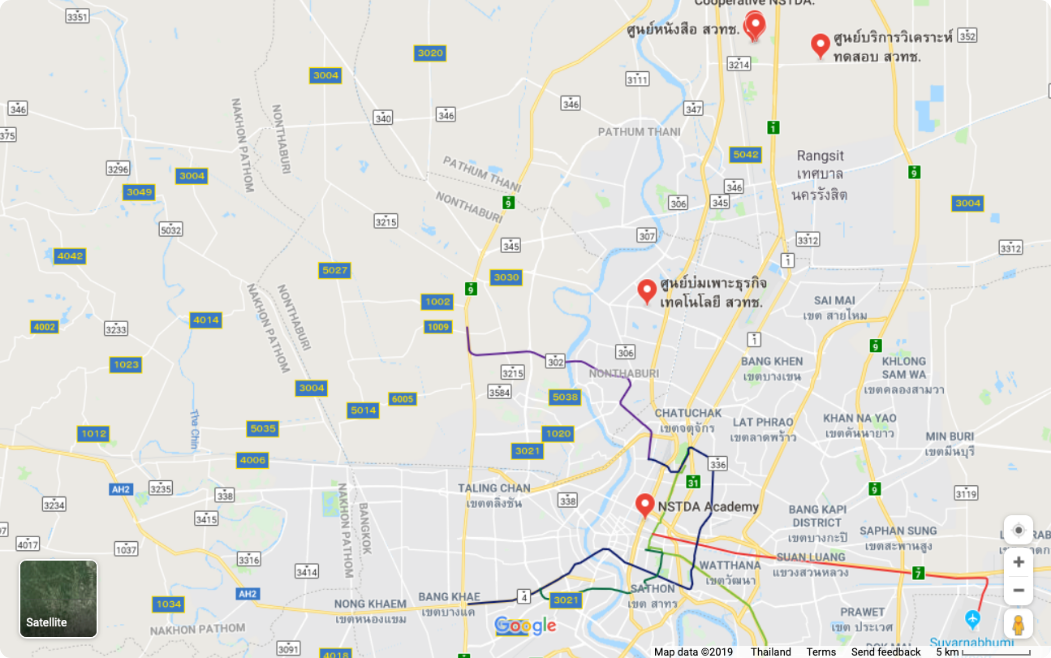 Cooperative NSTDA.
3351
ศูนย์หนังสือ สวทช.
ศูนย์บริการวิเคราะห์
ทดสอบ สวทช.
352
3020
3004
3214
3111
346
347
346
340
346
375
1
PATHUM THANI
NAKHON PATHOM
NONTHABURI
5042
Rangsit
เทศบาล
นครรังสิต
3296
3004
3049
PATHUM THANI
NONTHABURI
9
9
346
306
345
3004
3215
5032
307
3312
3312
345
1
4042
5027
3030
9
1002
ศูนย์บ่มเพาะธุรกิจ
เทคโนโลยี สวทช.
SAI MAI
เขต สายไหม
NAKHON PATHOM
NONTHABURI
4002
3233
4014
1009
1
9
306
302
1023
3215
NONTHABURI
BANG KHEN
เขตบางเขน
KHLONG
SAM WA
เขตคลองสามวา
3004
3584
6005
5038
5014
CHATUCHAK
เขตจตุจักร
LAT PHRAO
เขตลาดพร้าว
KHAN NA YAO
เขตคันนายาว
Tha Chin
5035
1012
1020
3021
MIN BURI
เขตมีนบุรี
4006
336
31
AH2
3235
338
TALING CHAN
เขตตลิ่งชัน
338
9
3119
NSTDA Academy
3234
3415
NAKHON PATHOM
BANGKOK
BANG KAPI
DISTRICT
เขตบางกะปิ
SAPHAN SUNG
เขตสะพานสูง
4017
1037
3316
3414
SUAN LUANG
แขวงสวนหลวง
WATTHANA
เขตวัฒนา
7
AH2
BANG KHAE
เขตบางแค
4
3021
SATHON
เขต สาทร
NONG KHAEM
เขตหนองแขม
1034
PRAWET
เขต ประเวศ
Satellite
NAKHON PATHOM
Google
Suvarnabhumi
3091
4018
Map data ©2019 Thailand Terms Send feedback 5 km